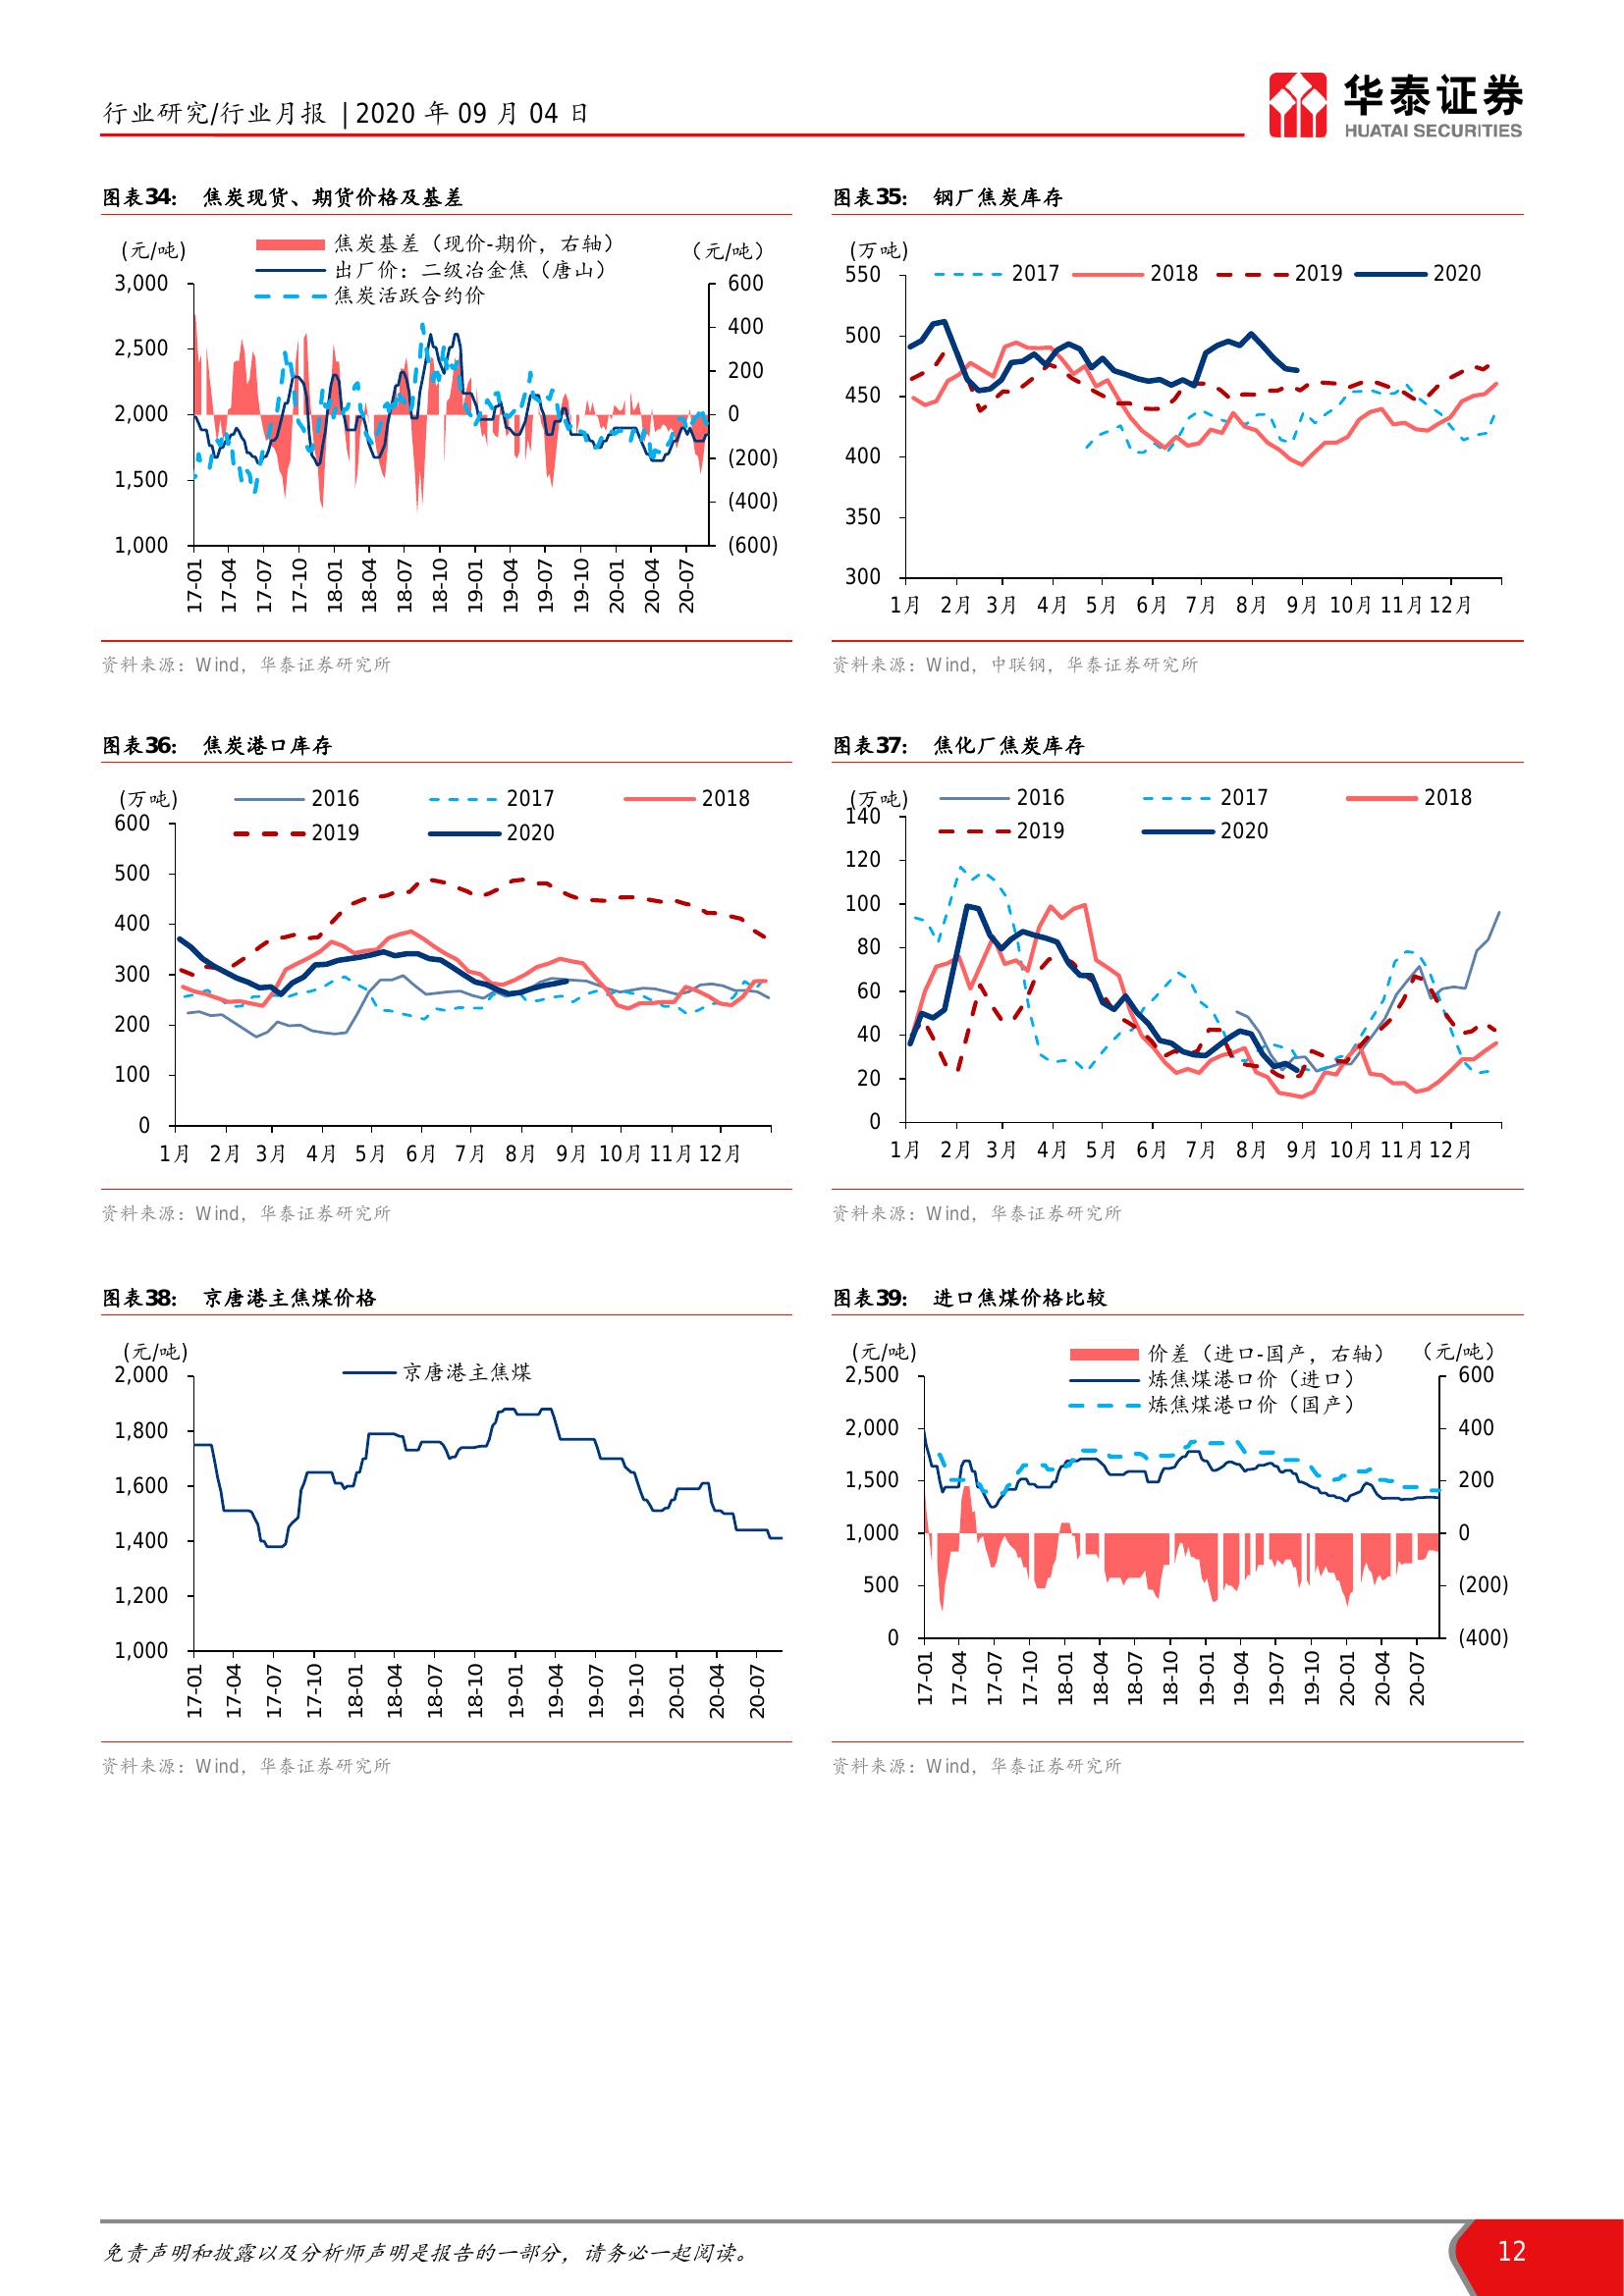 行业研究/行业月报 | 2020 年 09 月 04 日
华泰证券
HUATAI SECURITIES
图表34： 焦炭现货、期货价格及基差
(元/吨)
（元/吨）
焦炭基差（现价-期价，右轴）
出厂价：二级冶金焦（唐山）
焦炭活跃合约价
3,000
2,500
2,000
1,500
1,000
600
400
200
0
(200)
(400)
(600)
17-01 17-04 17-07 17-10 18-01 18-04 18-07 18-10 19-01 19-04 19-07 19-10 20-01 20-04 20-07
资料来源：Wind，华泰证券研究所
图表35： 钢厂焦炭库存
(万吨)
2017 2018 2019 2020
550
500
450
400
350
300
1月 2月 3月 4月 5月 6月 7月 8月 9月 10月 11月 12月
资料来源：Wind，中联钢，华泰证券研究所
图表36： 焦炭港口库存
(万吨)
2016 2017 2018
2019 2020
600
500
400
300
200
100
0
1月 2月 3月 4月 5月 6月 7月 8月 9月 10月 11月 12月
资料来源：Wind，华泰证券研究所
图表37： 焦化厂焦炭库存
(万吨)
2016 2017 2018
2019 2020
140
120
100
80
60
40
20
0
1月 2月 3月 4月 5月 6月 7月 8月 9月 10月 11月 12月
资料来源：Wind，华泰证券研究所
图表38： 京唐港主焦煤价格
(元/吨)
京唐港主焦煤
2,000
1,800
1,600
1,400
1,200
1,000
17-01 17-04 17-07 17-10 18-01 18-04 18-07 18-10 19-01 19-04 19-07 19-10 20-01 20-04 20-07
资料来源：Wind，华泰证券研究所
图表39： 进口焦煤价格比较
(元/吨)
（元/吨）
价差（进口-国产，右轴）
炼焦煤港口价（进口）
炼焦煤港口价（国产）
2,500
2,000
1,500
1,000
500
0
600
400
200
0
(200)
(400)
17-01 17-04 17-07 17-10 18-01 18-04 18-07 18-10 19-01 19-04 19-07 19-10 20-01 20-04 20-07
资料来源：Wind，华泰证券研究所
免责声明和披露以及分析师声明是报告的一部分，请务必一起阅读。
12